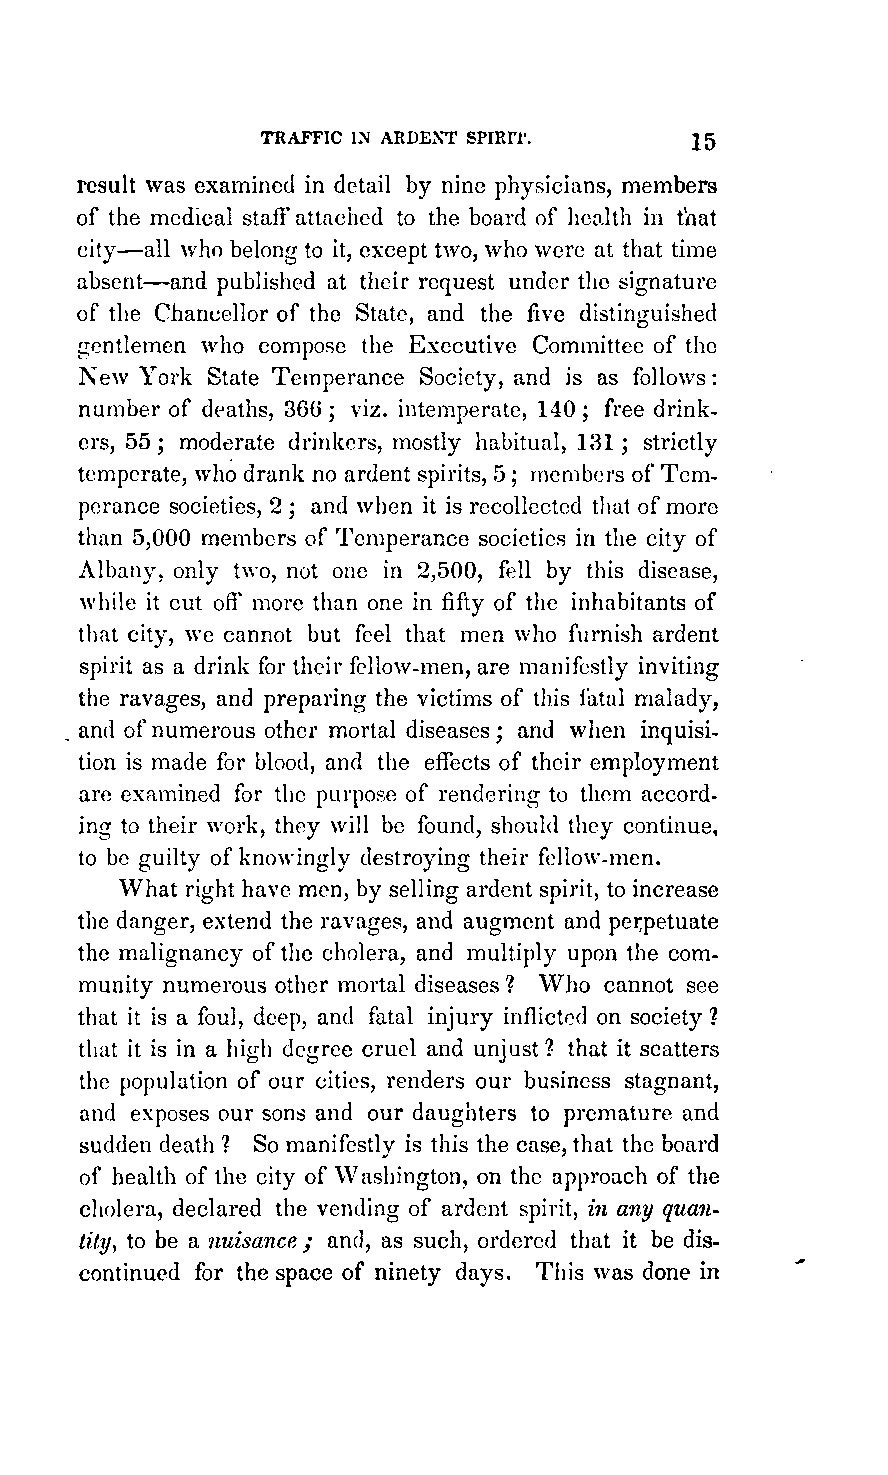 TRAFFIC IN ARDENT SPIRIT. 15
result was examined in detail by nine physicians, members
of the medical staff attached to the board of health in that
city—all who belong to it, except two, who were at that time
absent—and published at their request under the signature
of the Chancellor of the State, and the five distinguished
gentlemen who compose the Executive Committee of the
New York State Temperance Society, and is as follows:
number of deaths, 366; viz. intemperate, 140; free drink-
ers, 55; moderate drinkers, mostly habitual, 131; strictly
temperate, who drank no ardent spirits, 5; members of Tem-
perance societies, 2; and when it is recollected that of more
than 5,000 members of Temperance societies in the city of
Albany, only two, not one in 2,500, fell by this disease,
while it cut off more than one in fifty of the inhabitants of
that city, we cannot but feel that men who furnish ardent
spirit as a drink for their fellow-men, are manifestly inviting
the ravages, and preparing the victims of this fatal malady,
and of numerous other mortal diseases; and when inquisi-
tion is made for blood, and the effects of their employment
are examined for the purpose of rendering to them accord-
ing to their work, they will be found, should they continue,
to be guilty of knowingly destroying their fellow-men.
What right have men, by selling ardent spirit, to increase
the danger, extend the ravages, and augment and perpetuate
the malignancy of the cholera, and multiply upon the com-
munity numerous other mortal diseases? Who cannot see
that it is a foul, deep, and fatal injury inflicted on society?
that it is in a high degree cruel and unjust? that it scatters
the population of our cities, renders our business stagnant,
and exposes our sons and our daughters to premature and
sudden death? So manifestly is this the case, that the board
of health of the city of Washington, on the approach of the
cholera, declared the vending of ardent spirit, in any quan-
tity, to be a nuisance; and, as such, ordered that it be dis-
continued for the space of ninety days. This was done in